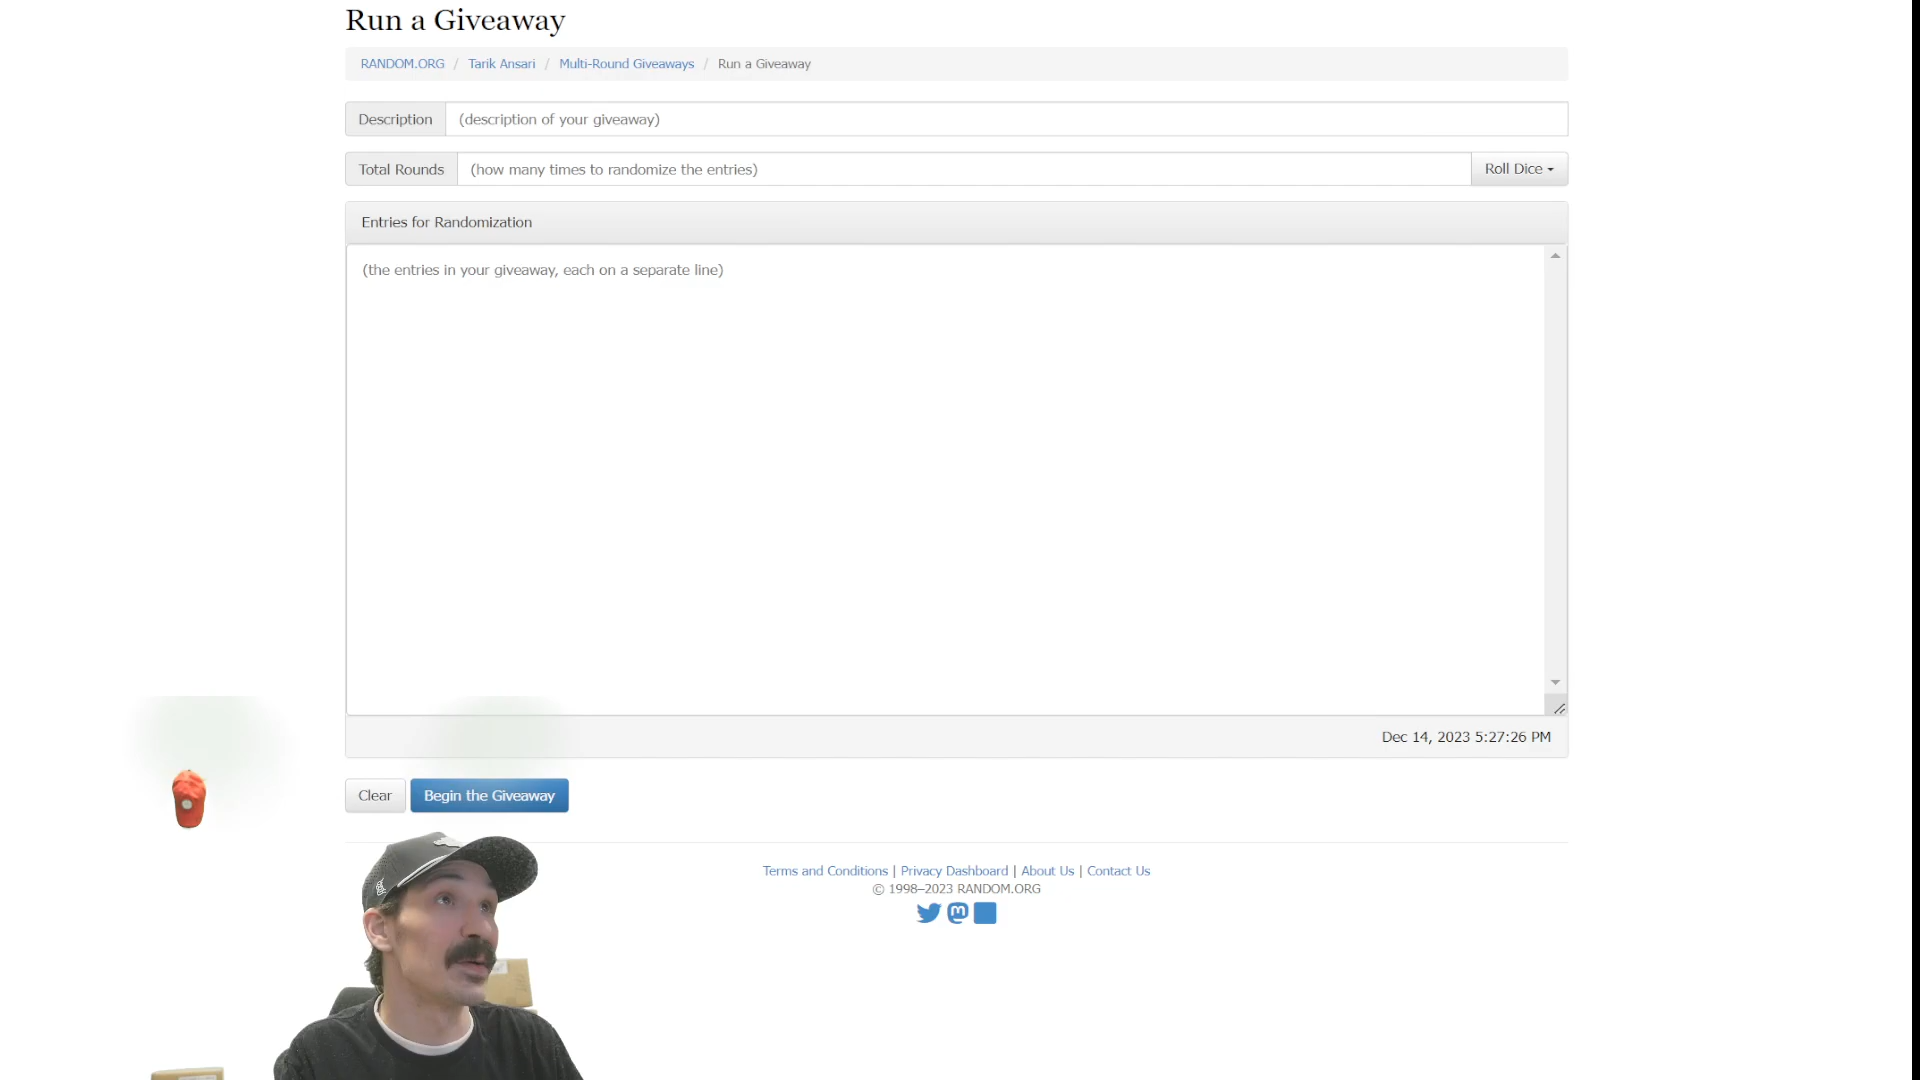 Run a Giveaway
RANDOM.ORG / Tarik Ansari / Multi-Round Giveaways / Run a Giveaway
Description (description of your giveaway)
Total Rounds (how many times to randomize the entries) Roll Dice
Entries for Randomization
(the entries in your giveaway, each on a separate line)
Dec 14, 2023 5:27:26 PM
Clear Begin the Giveaway
Terms and Conditions | Privacy Dashboard | About Us | Contact Us
© 1998–2023 RANDOM.ORG